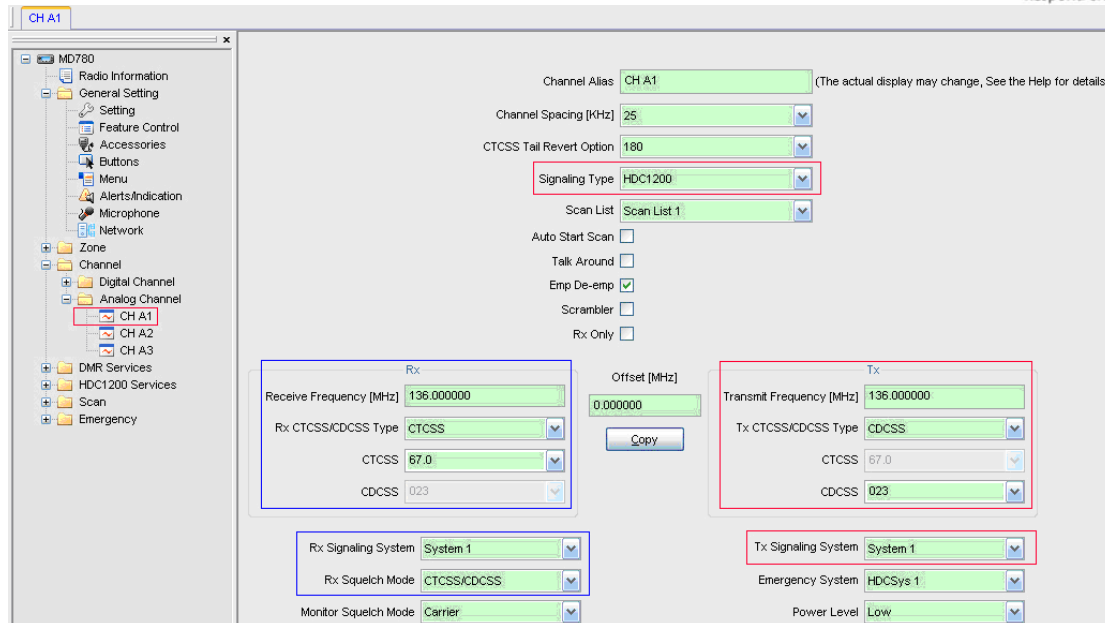 CH A1
MD780
Radio Information
General Setting
Setting
Feature Control
Accessories
Buttons
Menu
Alerts/Indication
Microphone
Network
Zone
Channel
Digital Channel
Analog Channel
CH A1
CH A2
CH A3
DMR Services
HDC1200 Services
Scan
Emergency
Channel Alias CH A1 (The actual display may change, See the Help for details
Channel Spacing [KHz] 25
CTCSS Tail Revert Option 180
Signaling Type HDC1200
Scan List Scan List 1
Auto Start Scan
Talk Around
Emp De-emp
Scrambler
Rx Only
Rx
Receive Frequency [MHz] 136.000000
Rx CTCSS/CDCSS Type CTCSS
CTCSS 67.0
CDCSS 023
Offset [MHz]
0.000000
Copy
Tx
Transmit Frequency [MHz] 136.000000
Tx CTCSS/CDCSS Type CDCSS
CTCSS 67.0
CDCSS 023
Rx Signaling System System 1
Rx Squelch Mode CTCSS/CDCSS
Monitor Squelch Mode Carrier
Tx Signaling System System 1
Emergency System HDCSys 1
Power Level Low